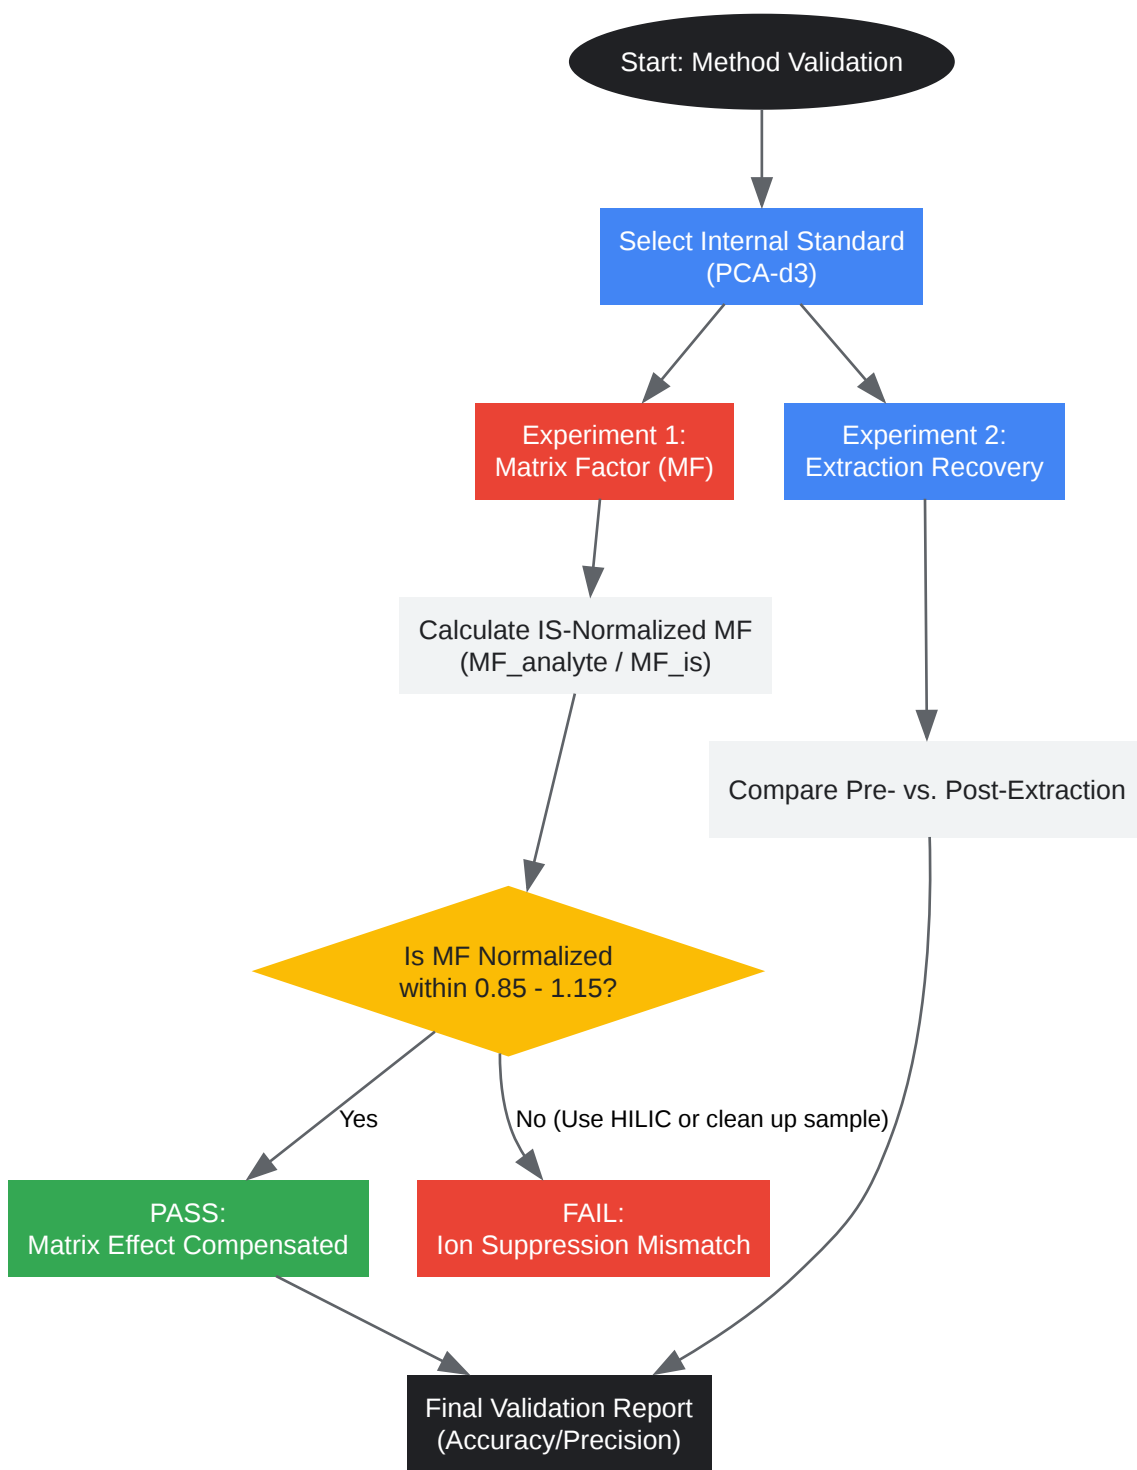 Start: Method Validation
Select Internal Standard
(PCA-d3)
Experiment 1:
Matrix Factor (MF)
Experiment 2:
Extraction Recovery
Calculate IS-Normalized MF
(MF_analyte / MF_is)
Compare Pre- vs. Post-Extraction
Is MF Normalized
within 0.85 - 1.15?
Yes
No (Use HILIC or clean up sample)
PASS:
Matrix Effect Compensated
FAIL:
Ion Suppression Mismatch
Final Validation Report
(Accuracy/Precision)